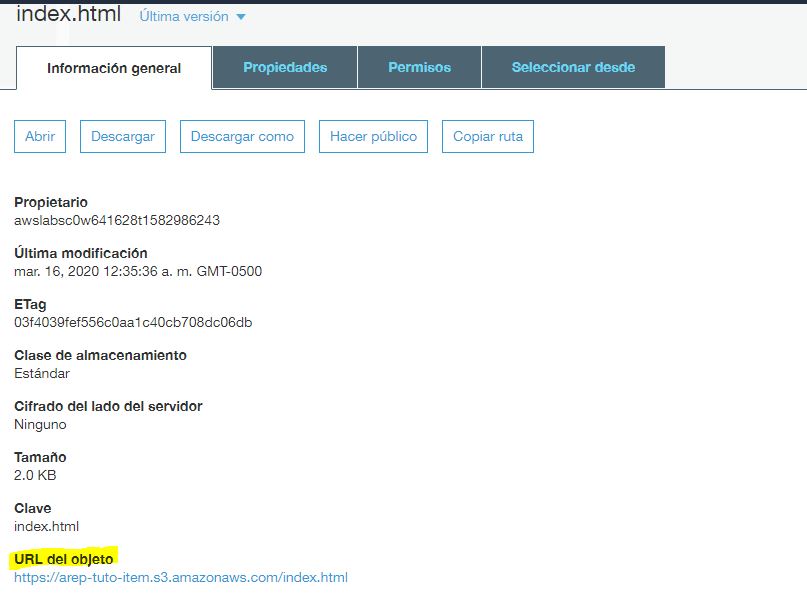 index.html Última versión
Información general Propiedades Permisos Seleccionar desde
Abrir Descargar Descargar como Hacer público Copiar ruta
Propietario
awslabsc0w641628t1582986243
Última modificación
mar. 16, 2020 12:35:36 a. m. GMT-0500
ETag
03f4039fef556c0aa1c40cb708dc06db
Clase de almacenamiento
Estándar
Cifrado del lado del servidor
Ninguno
Tamaño
2.0 KB
Clave
index.html
URL del objeto
https://arep-tuto-item.s3.amazonaws.com/index.html